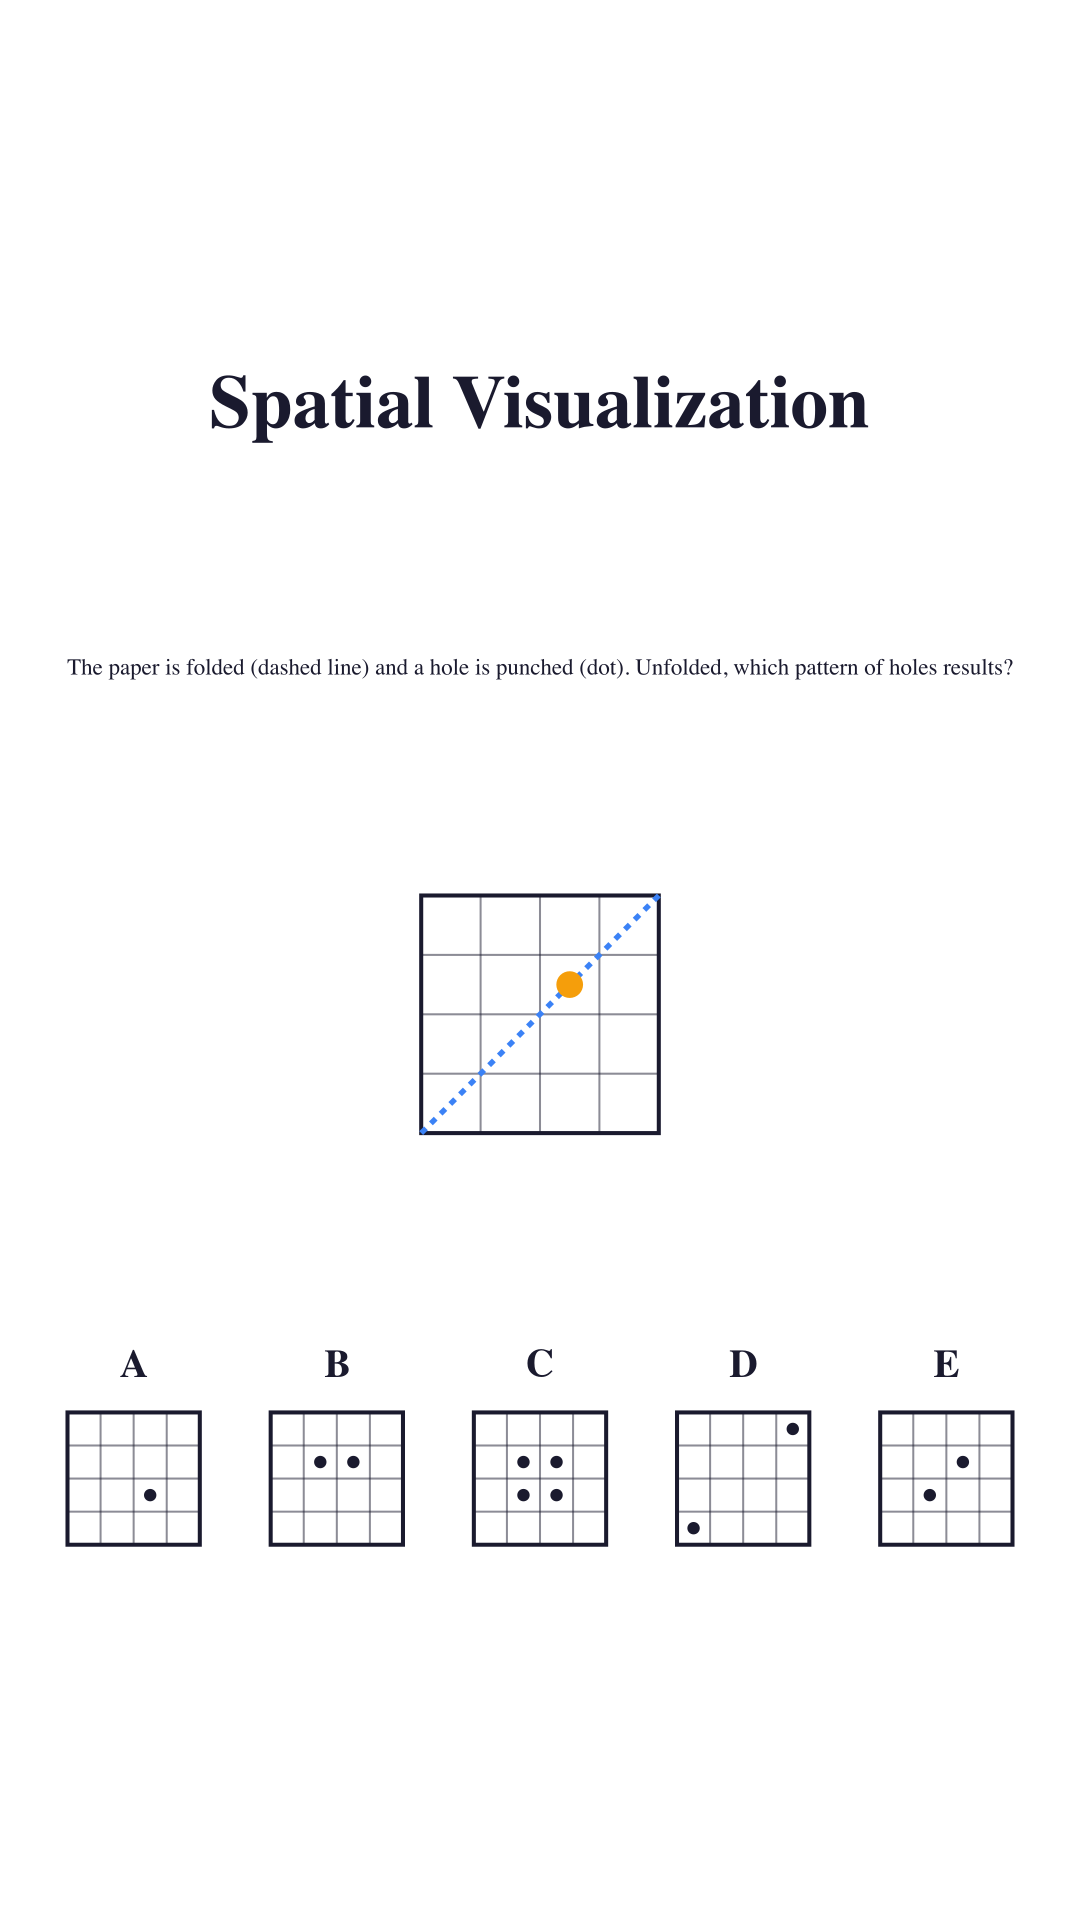 Spatial Visualization
The paper is folded (dashed line) and a hole is punched (dot). Unfolded, which pattern of holes results?
A B C D E